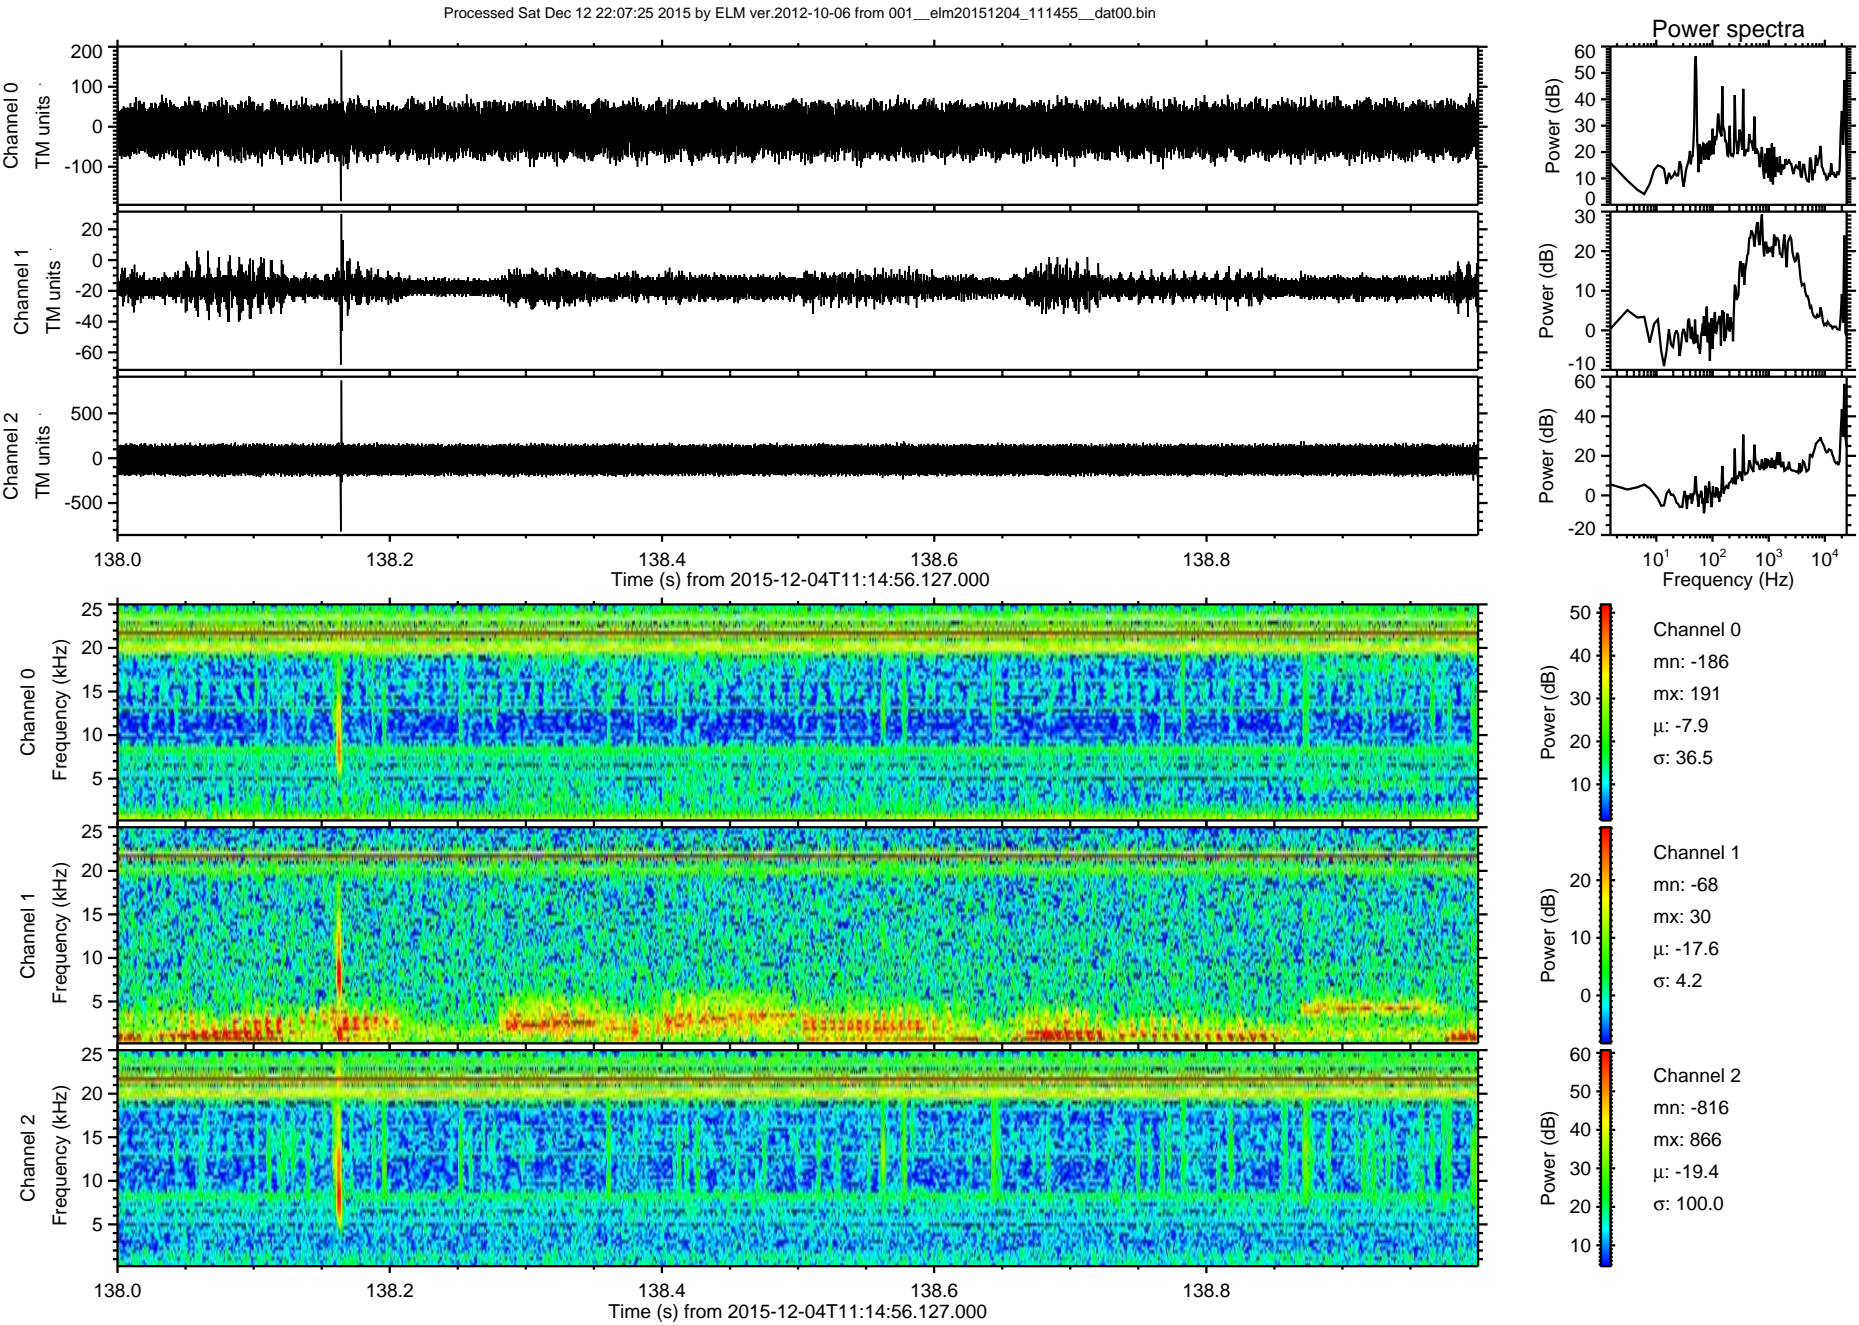 Processed Sat Dec 12 22:07:25 2015 by ELM ver.2012-10-06 from 001__elm20151204_111455__dat00.bin
Power spectra
Channel 0
TM units
200
100
0
-100
Power (dB)
60
50
40
30
20
10
0
Channel 1
TM units
20
0
-20
-40
-60
Power (dB)
30
20
10
0
-10
Channel 2
TM units
500
0
-500
Power (dB)
60
40
20
0
-20
138.0 138.2 138.4 138.6 138.8
Time (s) from 2015-12-04T11:14:56.127.000
10¹ 10² 10³ 10⁴
Frequency (Hz)
Channel 0
Frequency (kHz)
25
20
15
10
5
Power (dB)
50
40
30
20
10
Channel 0
mn: -186
mx: 191
µ: -7.9
σ: 36.5
Channel 1
Frequency (kHz)
25
20
15
10
5
Power (dB)
20
10
0
Channel 1
mn: -68
mx: 30
µ: -17.6
σ: 4.2
Channel 2
Frequency (kHz)
25
20
15
10
5
Power (dB)
60
50
40
30
20
10
Channel 2
mn: -816
mx: 866
µ: -19.4
σ: 100.0
138.0 138.2 138.4 138.6 138.8
Time (s) from 2015-12-04T11:14:56.127.000